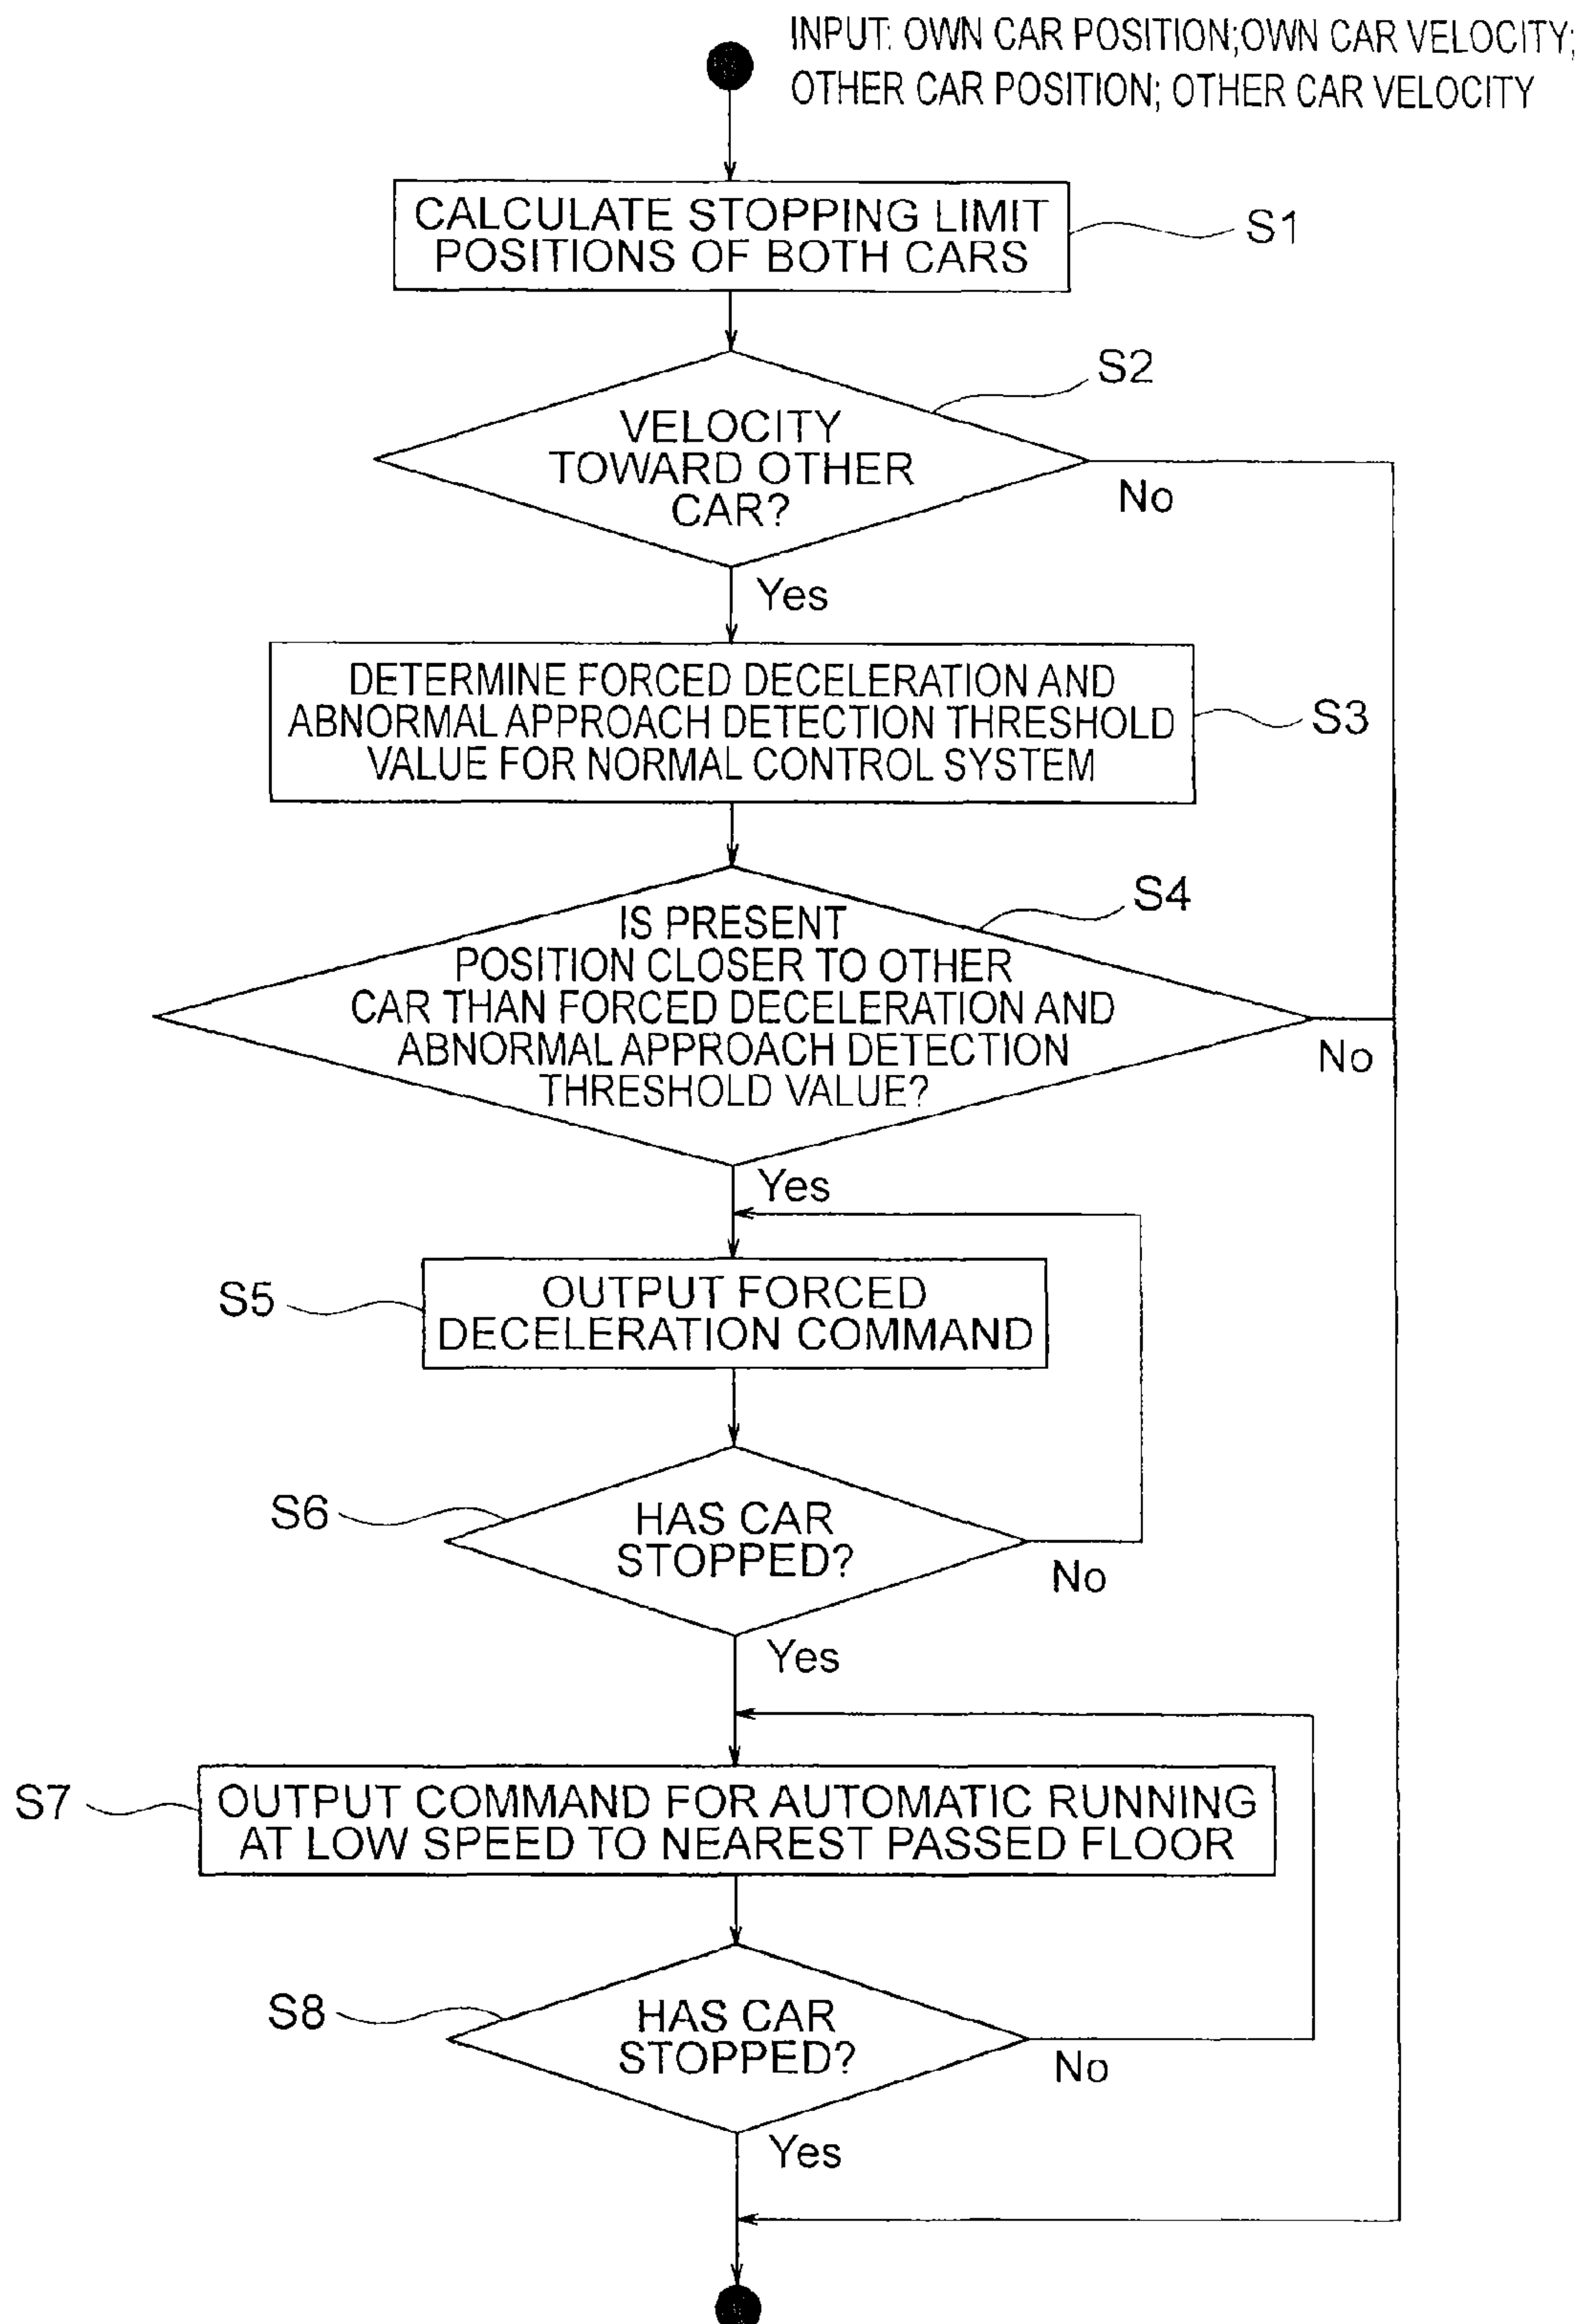 INPUT: OWN CAR POSITION;OWN CAR VELOCITY;
OTHER CAR POSITION; OTHER CAR VELOCITY
CALCULATE STOPPING LIMIT
POSITIONS OF BOTH CARS
S1
S2
VELOCITY
TOWARD OTHER
CAR?
No
Yes
DETERMINE FORCED DECELERATION AND
ABNORMAL APPROACH DETECTION THRESHOLD
VALUE FOR NORMAL CONTROL SYSTEM
S3
S4
IS PRESENT
POSITION CLOSER TO OTHER
CAR THAN FORCED DECELERATION AND
ABNORMAL APPROACH DETECTION
THRESHOLD VALUE?
No
Yes
S5
OUTPUT FORCED
DECELERATION COMMAND
S6
HAS CAR
STOPPED?
No
Yes
S7
OUTPUT COMMAND FOR AUTOMATIC RUNNING
AT LOW SPEED TO NEAREST PASSED FLOOR
S8
HAS CAR
STOPPED?
No
Yes